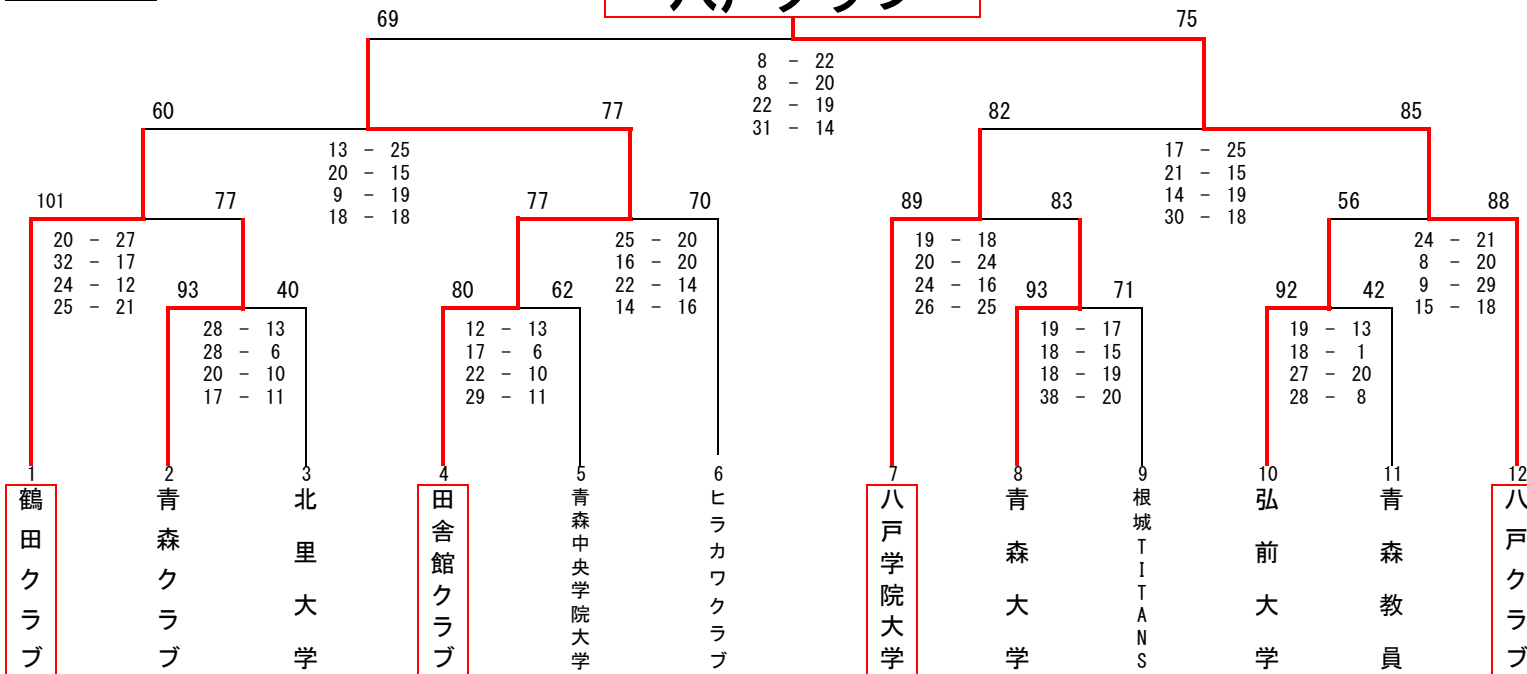 八戸クラブ
69
75
8 - 22
8 - 20
22 - 19
31 - 14
60
77
82
85
13 - 25
20 - 15
9 - 19
18 - 18
17 - 25
21 - 15
14 - 19
30 - 18
101
77
77
70
89
83
56
88
20 - 27
32 - 17
24 - 12
25 - 21
25 - 20
16 - 20
22 - 14
14 - 16
19 - 18
20 - 24
24 - 16
26 - 25
24 - 21
8 - 20
9 - 29
15 - 18
93
40
80
62
93
71
92
42
28 - 13
28 - 6
20 - 10
17 - 11
12 - 13
17 - 6
22 - 10
29 - 11
19 - 17
18 - 15
18 - 19
38 - 20
19 - 13
18 - 1
27 - 20
28 - 8
1
鶴田クラブ
2
青森クラブ
3
北里大学
4
田舎館クラブ
5
青森中央学院大学
6
ヒラカワクラブ
7
八戸学院大学
8
青森大学
9
根城TITANS
10
弘前大学
11
青森教員
12
八戸クラブ